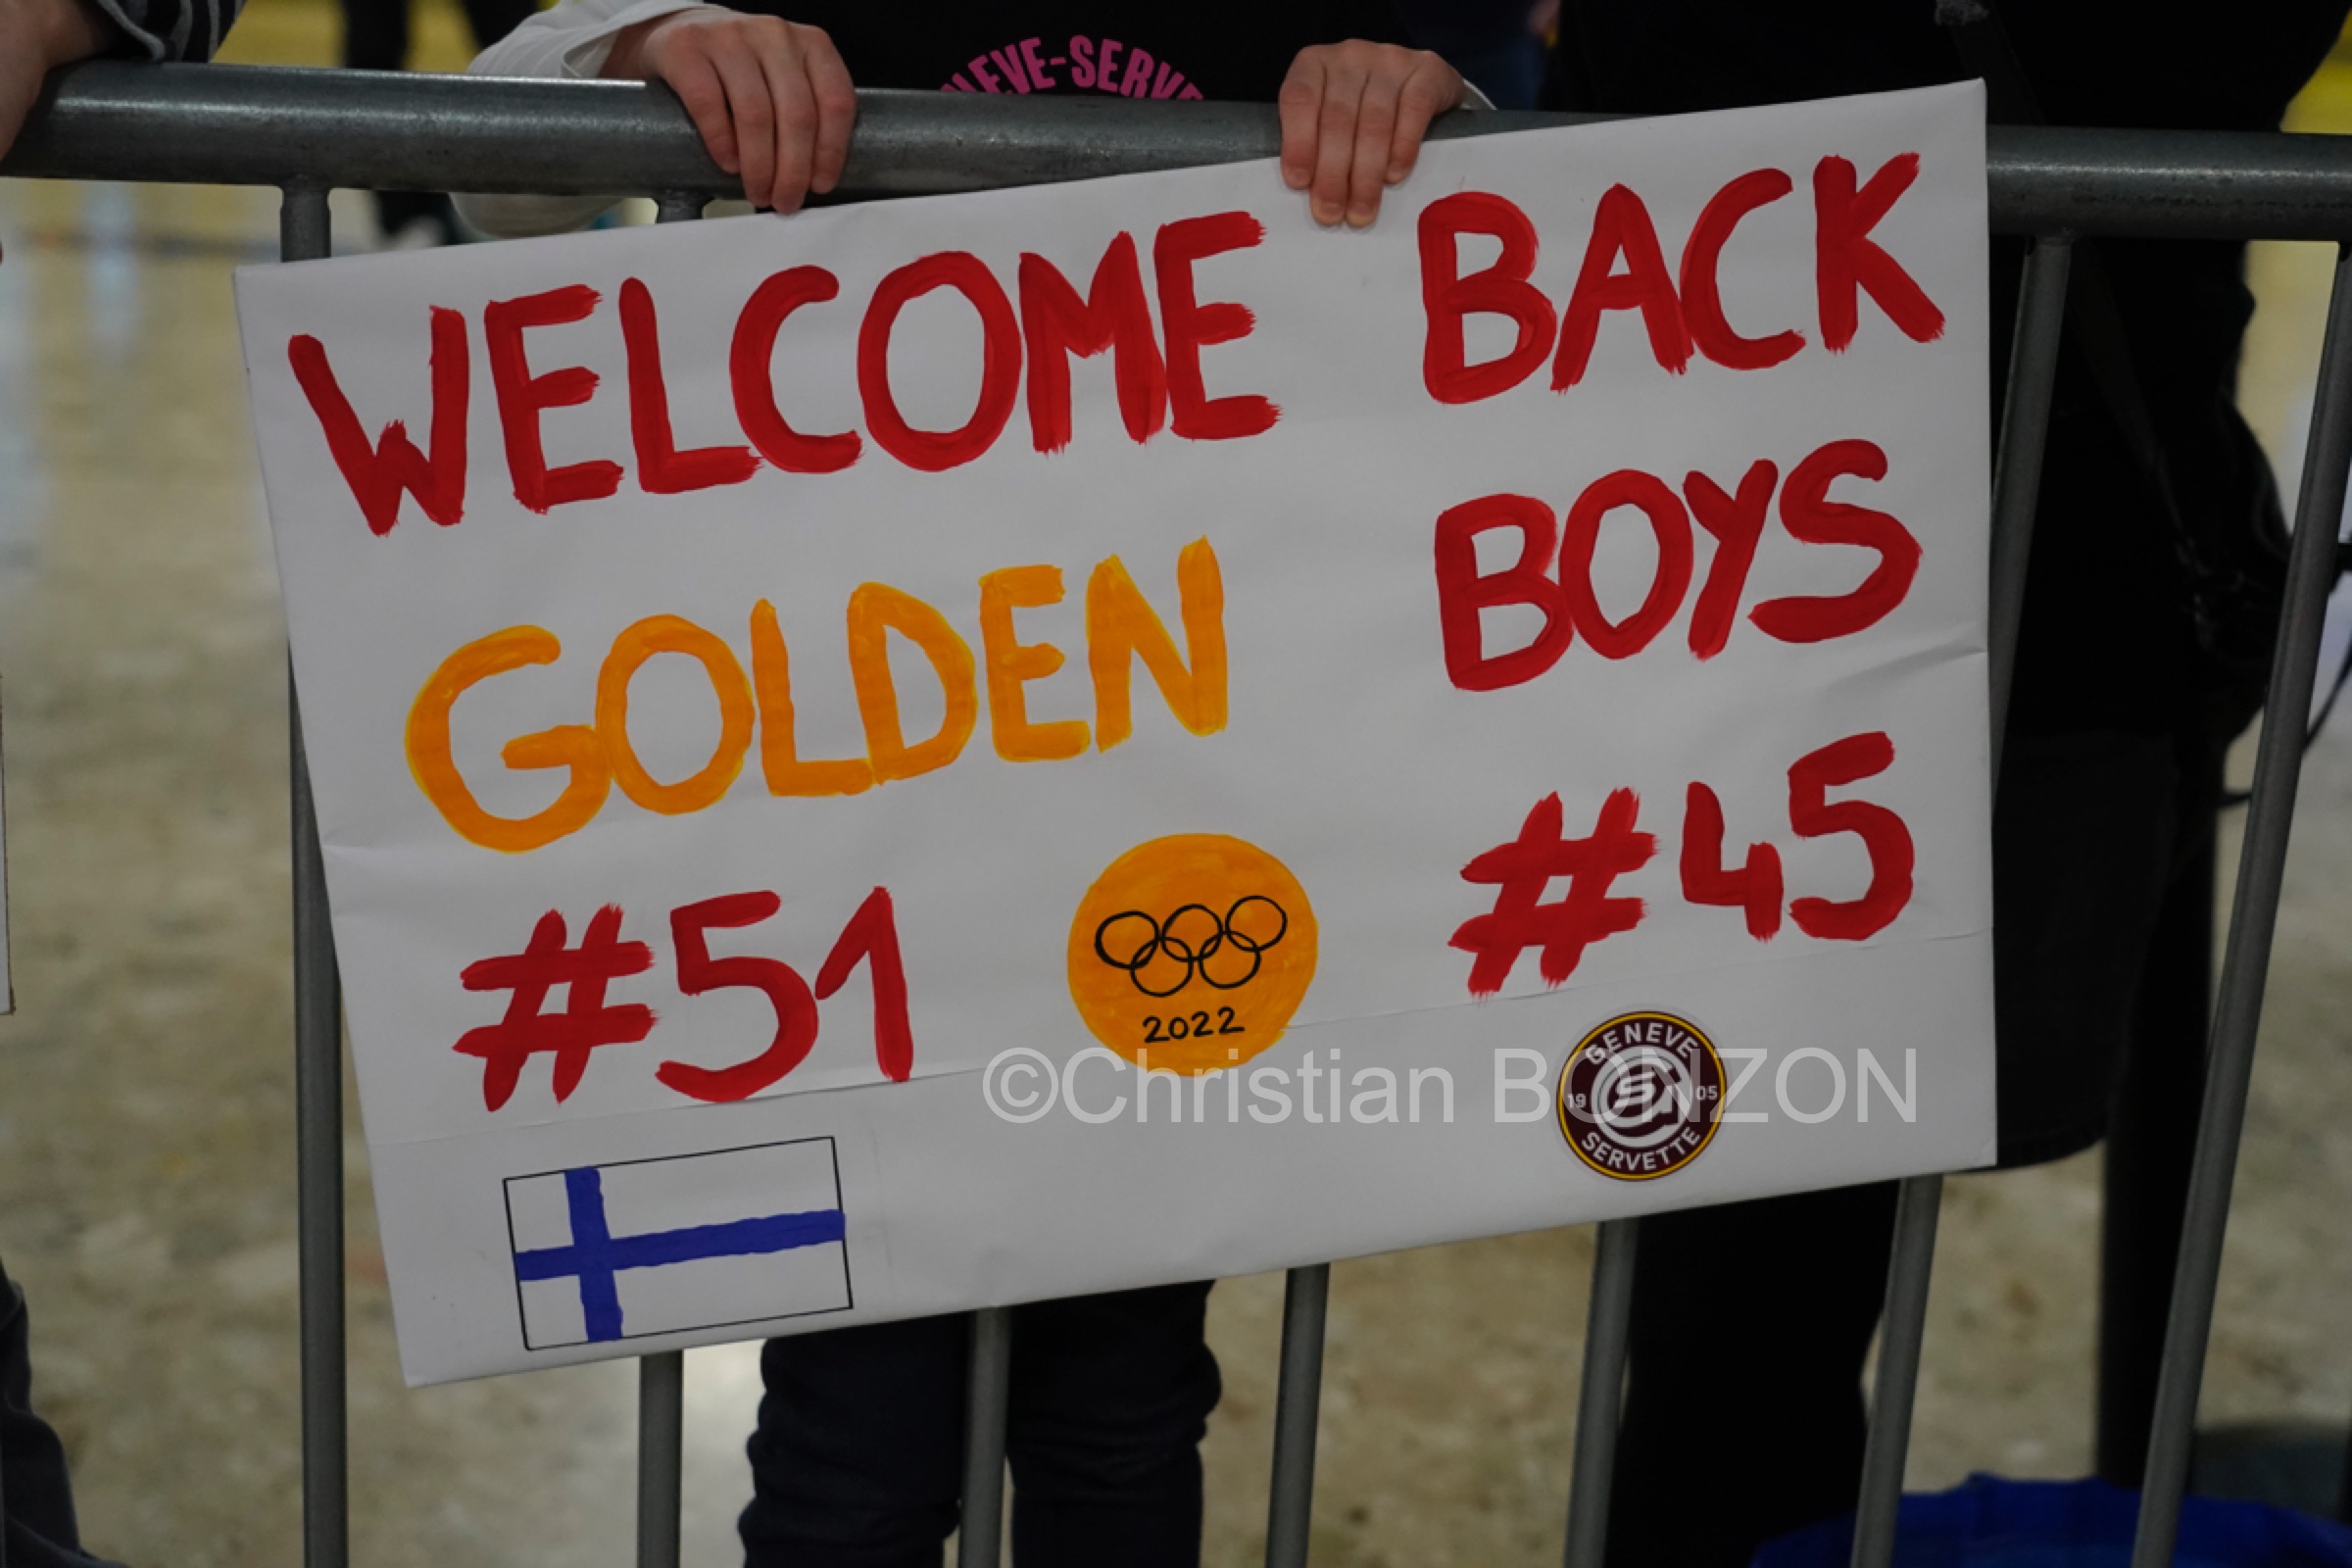 WELCOME BACK
GOLDEN BOYS
#51 #45
2022
©Christian BONZON
GENEVE
19 05
SERVETTE